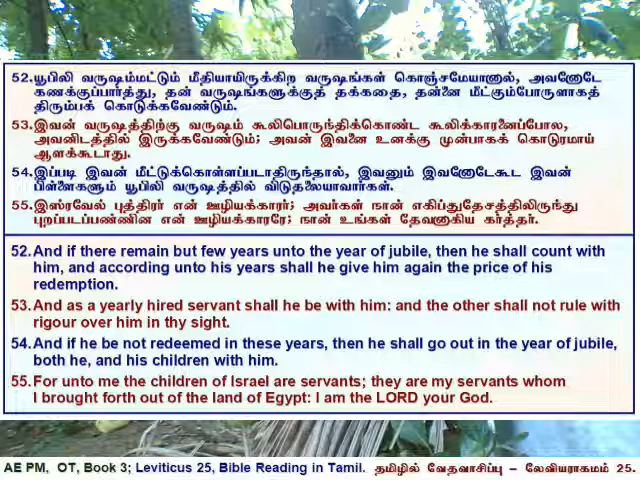 52.யூபிலி வருஷம்மட்டும் மீதியாயிருக்கிற வருஷங்கள் கொஞ்சமேயானால், அவனோடே
கணக்குப்பார்த்து, தன் வருஷங்களுக்குத் தக்கதை, தன்னை மீட்கும்பொருளாகத்
திரும்பக் கொடுக்கவேண்டும்.
53.இவன் வருஷத்திற்கு வருஷம் கூலிபொருந்திக்கொண்ட கூலிக்காரனைப்போல,
அவனிடத்தில் இருக்கவேண்டும்; அவன் இவனை உனக்கு முன்பாகக் கொடூரமாய்
ஆளக்கூடாது.
54.இப்படி இவன் மீட்டுக்கொள்ளப்படாதிருந்தால், இவனும் இவனோடேகூட இவன்
பிள்ளைகளும் யூபிலி வருஷத்தில் விடுதலையாவார்கள்.
55.இஸ்ரவேல் புத்திரர் என் ஊழியக்காரர்; அவர்கள் நான் எகிப்துதேசத்திலிருந்து
புறப்படப்பண்ணின என் ஊழியக்காரரே; நான் உங்கள் தேவனாகிய கர்த்தர்.
52.And if there remain but few years unto the year of jubile, then he shall count with
him, and according unto his years shall he give him again the price of his
redemption.
53.And as a yearly hired servant shall he be with him: and the other shall not rule with
rigour over him in thy sight.
54.And if he be not redeemed in these years, then he shall go out in the year of jubile,
both he, and his children with him.
55.For unto me the children of Israel are servants; they are my servants whom
I brought forth out of the land of Egypt: I am the LORD your God.
AE PM, OT, Book 3; Leviticus 25, Bible Reading in Tamil. தமிழில் வேதவாசிப்பு – லேவியராகமம் 25.